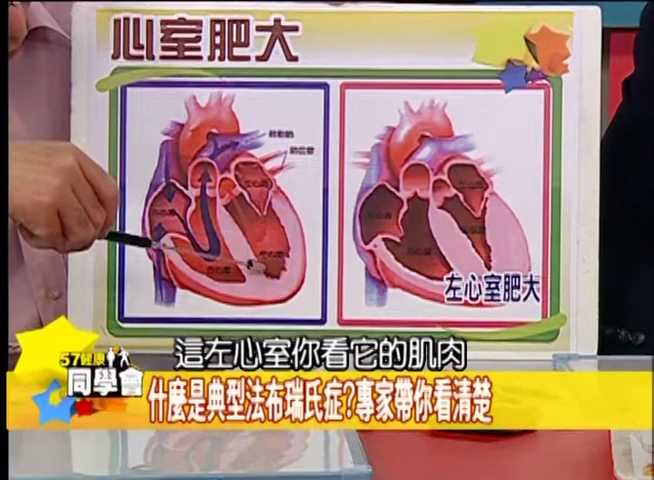 心室肥大
左心室肥大
這左心室你看它的肌肉
57健康
同學會
什麼是典型法布瑞氏症?專家帶你看清楚